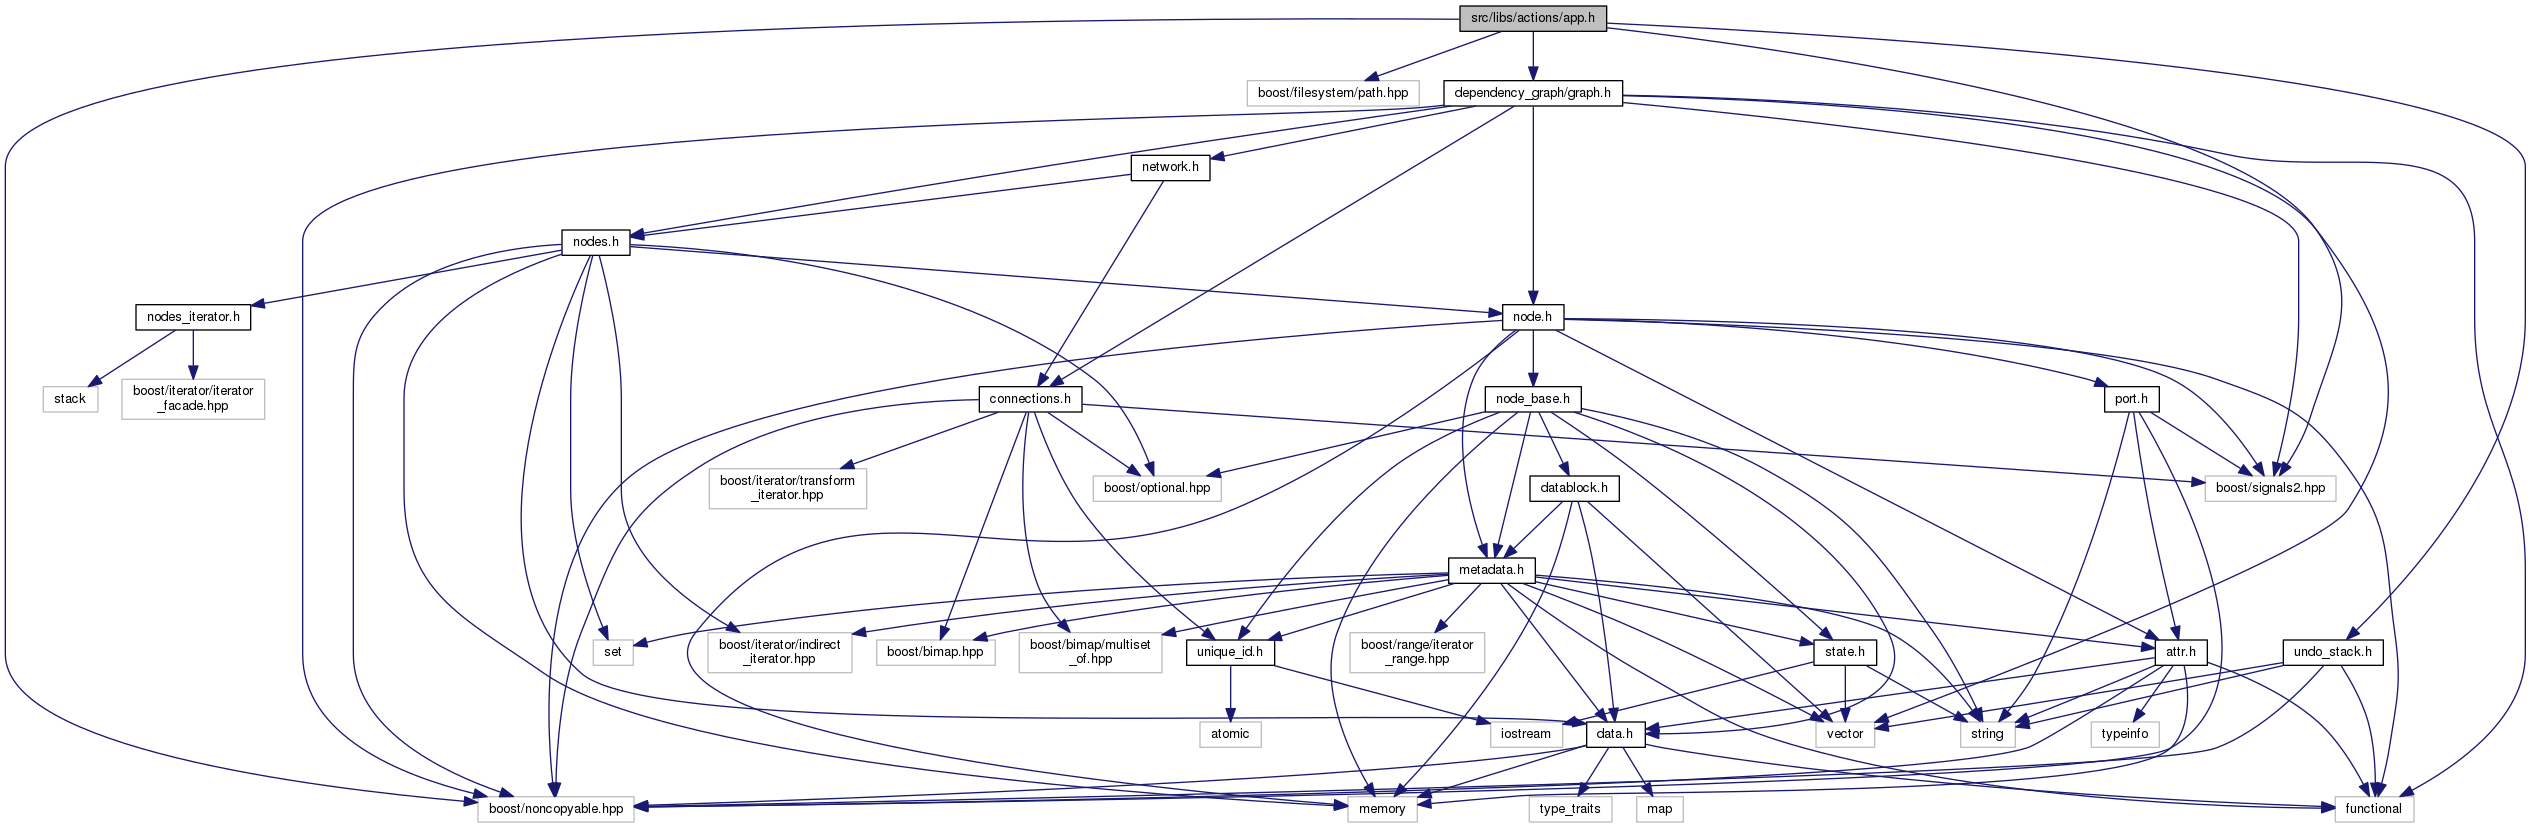 src/libs/actions/app.h
boost/filesystem/path.hpp
dependency_graph/graph.h
network.h
nodes.h
nodes_iterator.h
node.h
stack
boost/iterator/iterator
_facade.hpp
connections.h
node_base.h
port.h
boost/iterator/transform
_iterator.hpp
boost/optional.hpp
datablock.h
boost/signals2.hpp
metadata.h
set
boost/iterator/indirect
_iterator.hpp
boost/bimap.hpp
boost/bimap/multiset
_of.hpp
unique_id.h
boost/range/iterator
_range.hpp
state.h
attr.h
undo_stack.h
atomic
iostream
data.h
vector
string
typeinfo
boost/noncopyable.hpp
memory
type_traits
map
functional